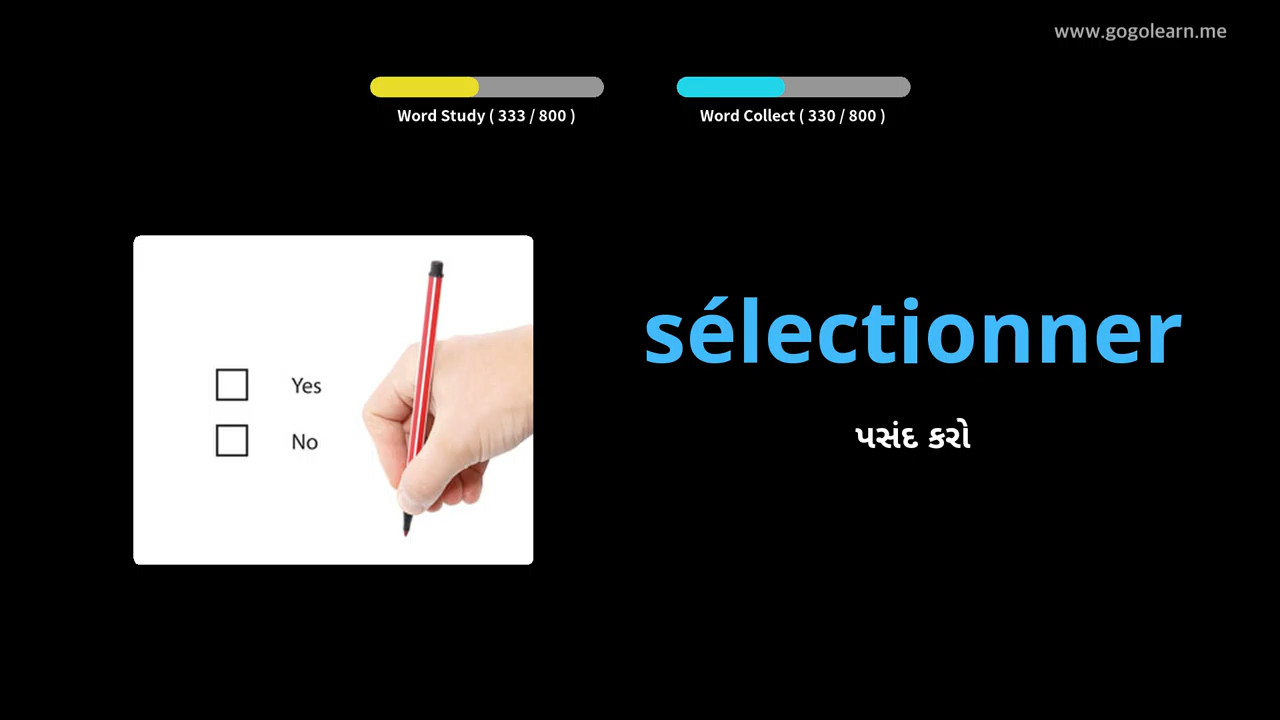 www.gogolearn.me
Word Study ( 333 / 800 )
Word Collect ( 330 / 800 )
Yes
No
sélectionner
પસંદ કરો